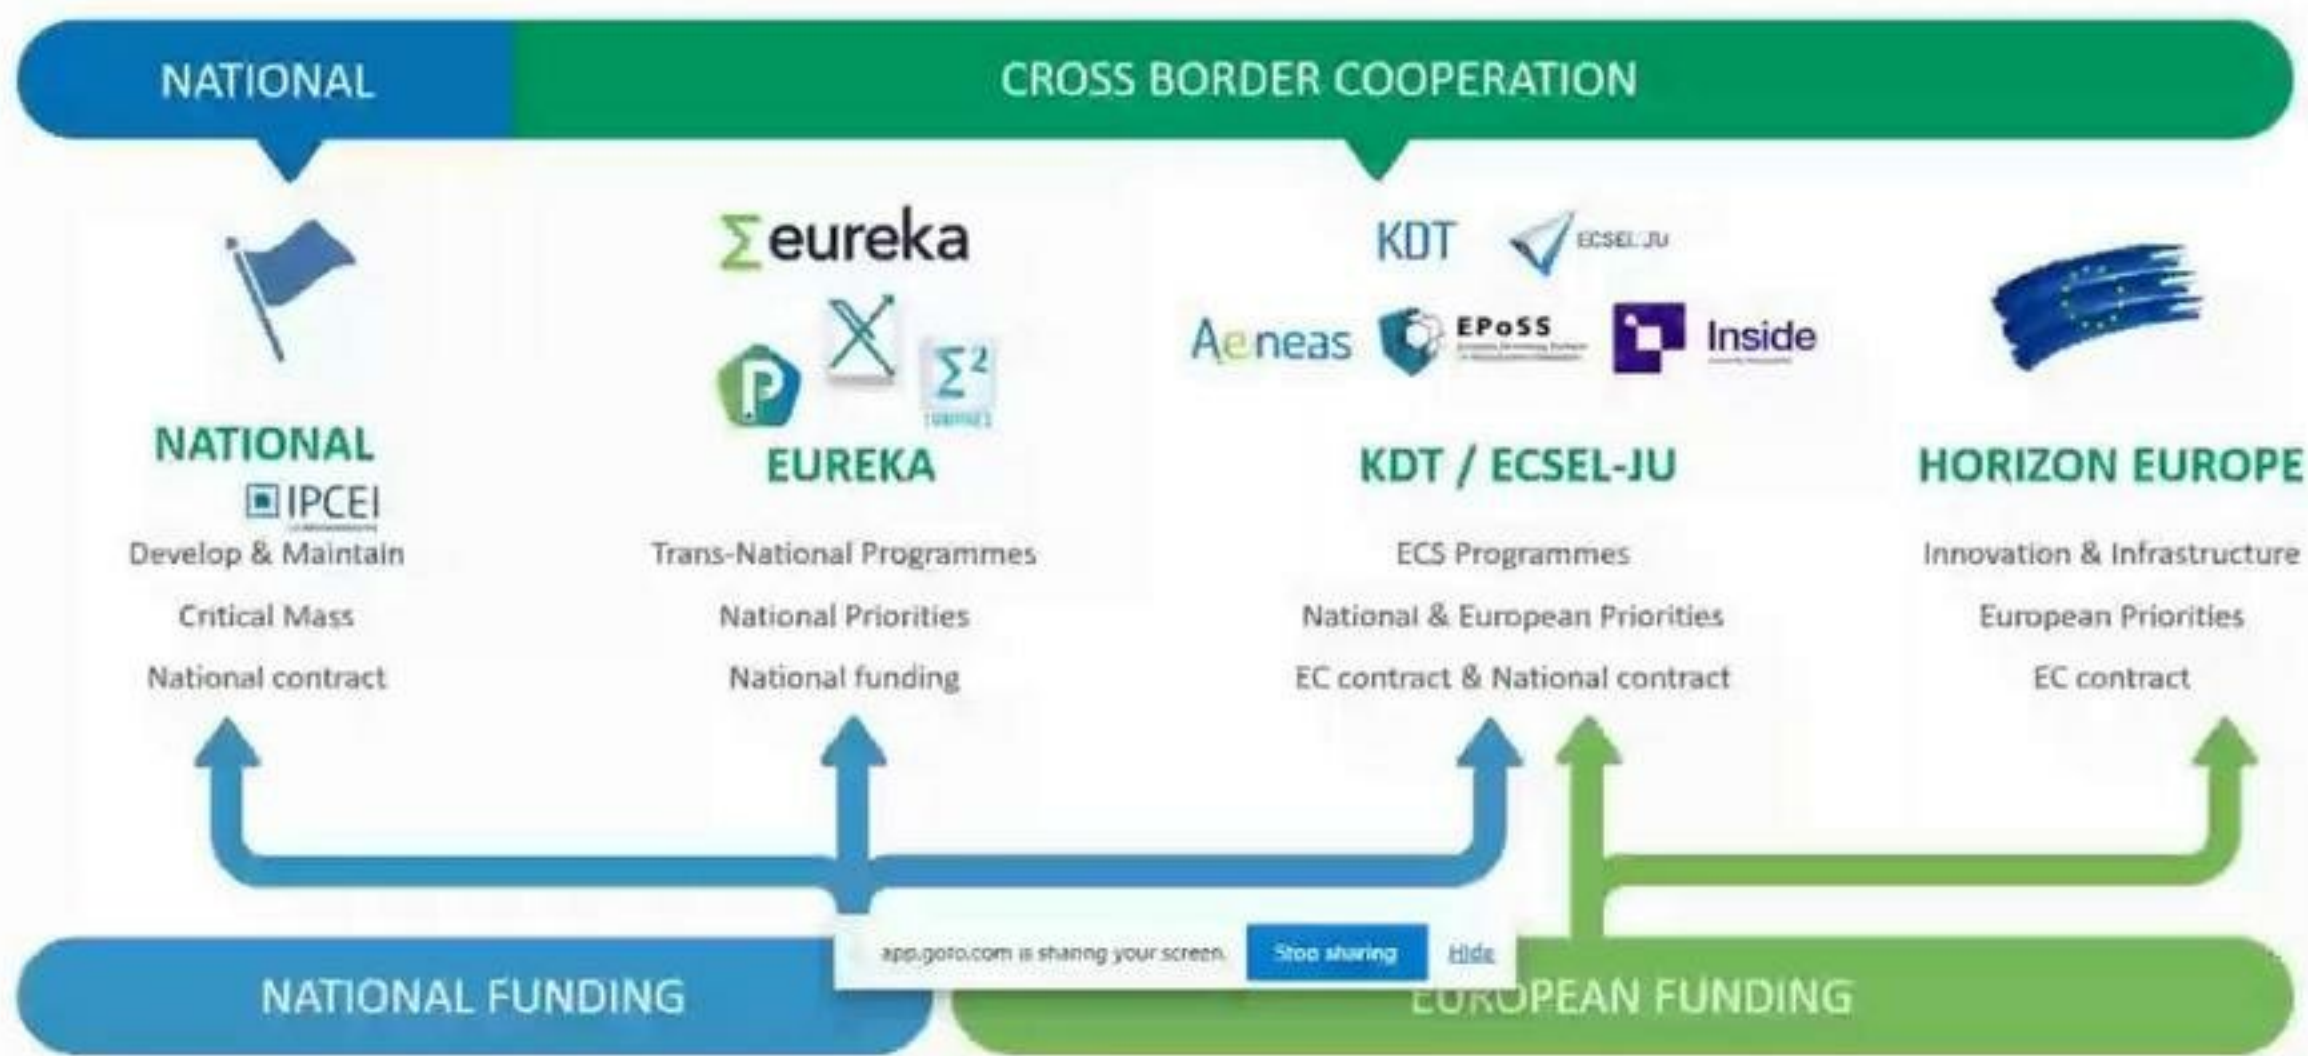 NATIONAL
CROSS BORDER COOPERATION
eureka
KDT
ECSEL JU
Aeneas
EPoSS
Inside
P
Σ²
NATIONAL
IPCEI
EUREKA
KDT / ECSEL-JU
HORIZON EUROPE
Develop & Maintain
Trans-National Programmes
ECS Programmes
Innovation & Infrastructure
Critical Mass
National Priorities
National & European Priorities
European Priorities
National contract
National funding
EC contract & National contract
EC contract
app.goto.com is sharing your screen.
Stop sharing
Hide
NATIONAL FUNDING
EUROPEAN FUNDING